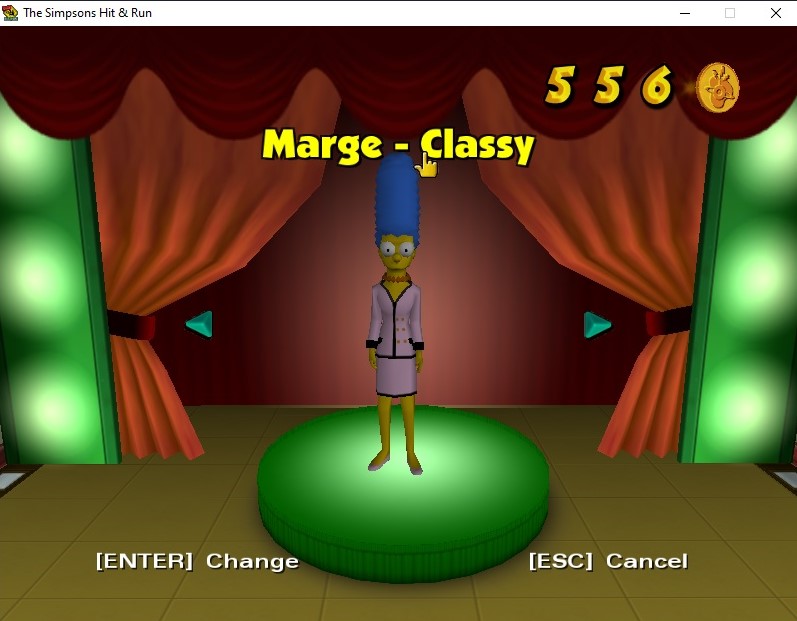 The Simpsons Hit & Run
556
Marge - Classy
[ENTER] Change
[ESC] Cancel